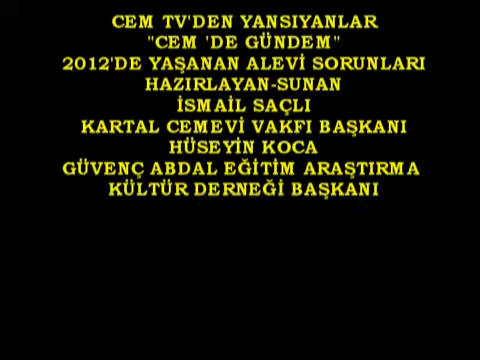 CEM TV'DEN YANSIYANLAR
"CEM 'DE GÜNDEM"
2012'DE YAŞANAN ALEVİ SORUNLARI
HAZIRLAYAN-SUNAN
İSMAİL SAÇLI
KARTAL CEMEVİ VAKFI BAŞKANI
HÜSEYİN KOCA
GÜVENÇ ABDAL EĞİTİM ARAŞTIRMA
KÜLTÜR DERNEĞİ BAŞKANI